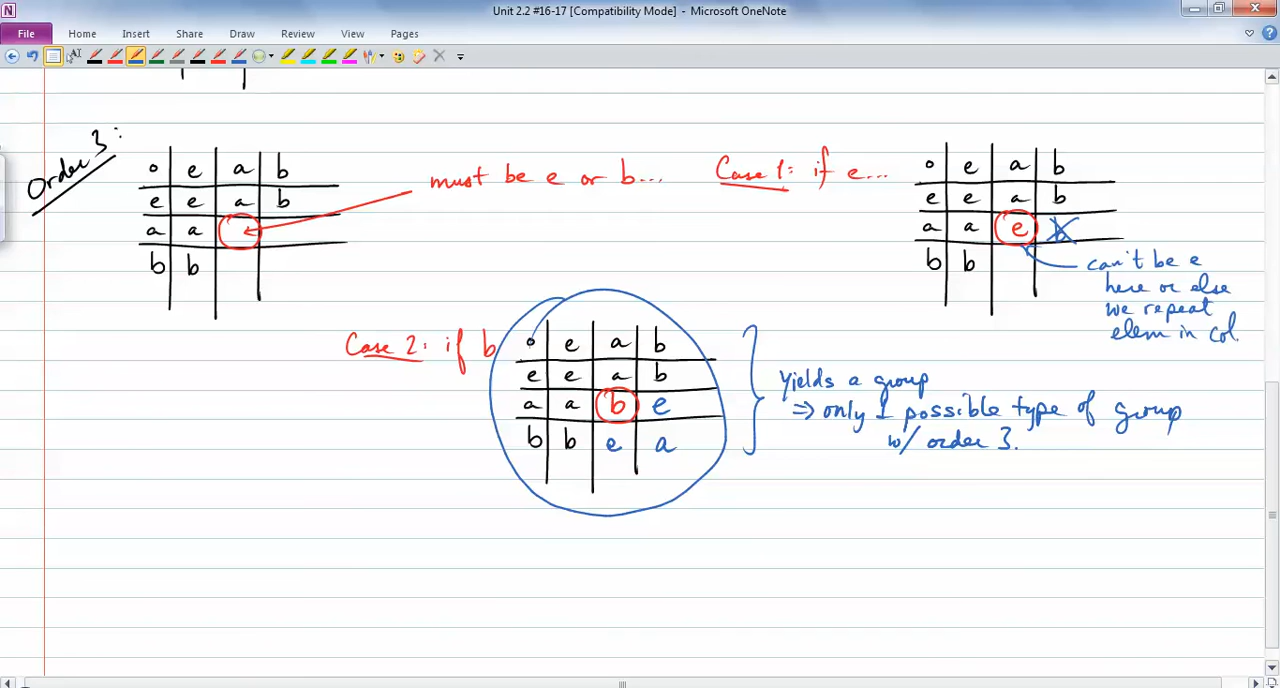 Unit 2.2 #16-17 [Compatibility Mode] - Microsoft OneNote
File Home Insert Share Draw Review View Pages
Order 3:
o e a b
e e a b
a a
b b
must be e or b...
Case 1: if e...
o e a b
e e a b
a a e b
b b
can't be e
here or else
we repeat
elem in col.
Case 2: if b
o e a b
e e a b
a a b e
b b e a
Yields a group
⇒ only 1 possible type of group
w/ order 3.